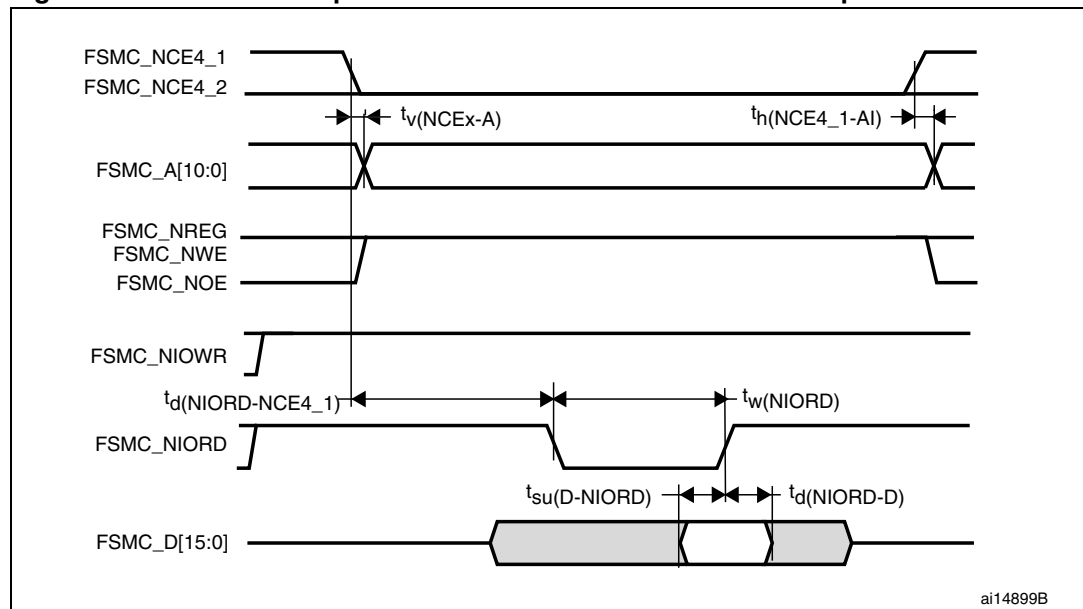 FSMC_NCE4_1
FSMC_NCE4_2
tv(NCEx-A)
th(NCE4_1-AI)
FSMC_A[10:0]
FSMC_NREG
FSMC_NWE
FSMC_NOE
FSMC_NIOWR
td(NIORD-NCE4_1)
tw(NIORD)
FSMC_NIORD
tsu(D-NIORD)
td(NIORD-D)
FSMC_D[15:0]
ai14899B